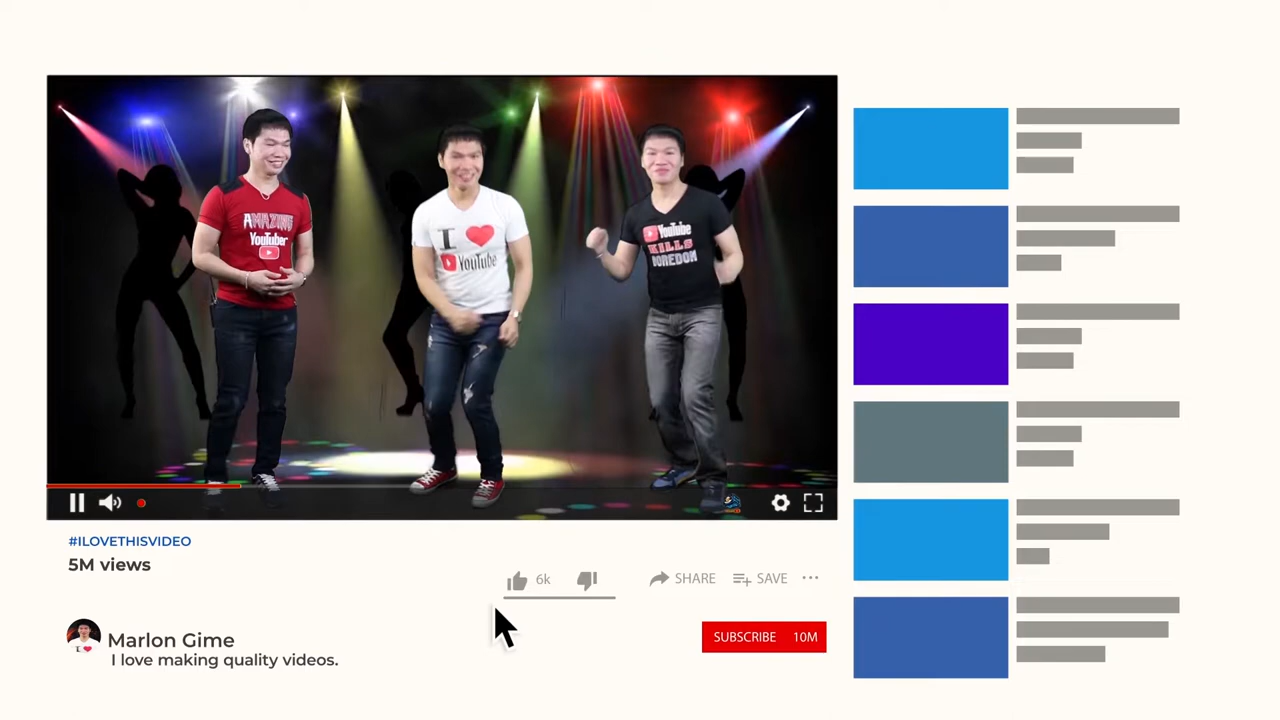 AMAZING
YouTuber
I
YouTube
YouTube
KILLS
BOREDOM
#ILOVETHISVIDEO
5M views
6k
SHARE
SAVE
Marlon Gime
I love making quality videos.
SUBSCRIBE 10M